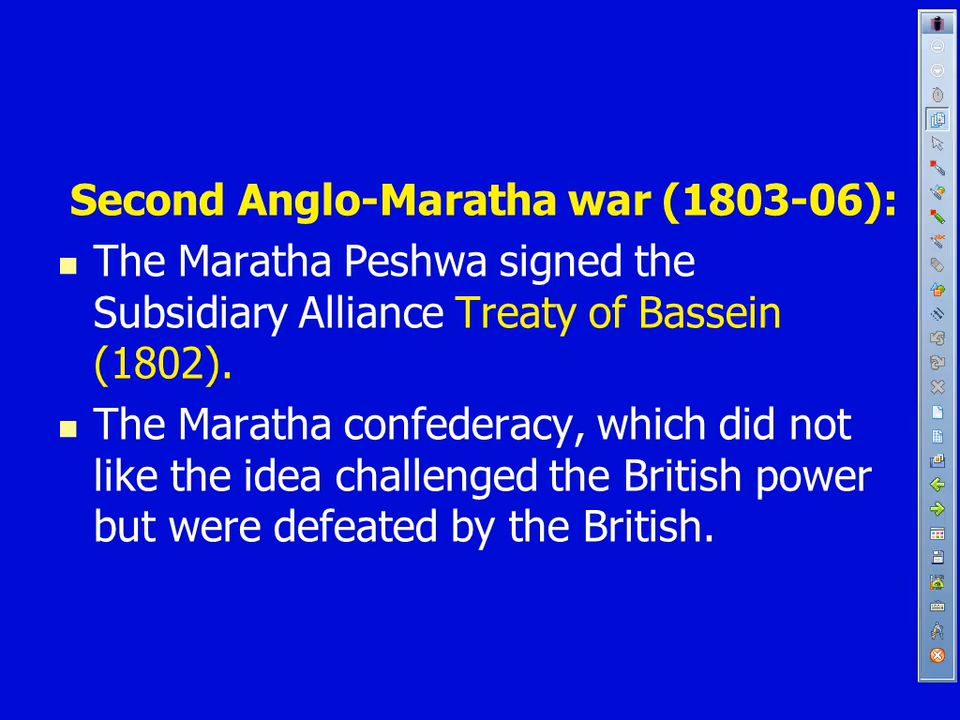 Second Anglo-Maratha war (1803-06):
The Maratha Peshwa signed the
Subsidiary Alliance Treaty of Bassein
(1802).
The Maratha confederacy, which did not
like the idea challenged the British power
but were defeated by the British.